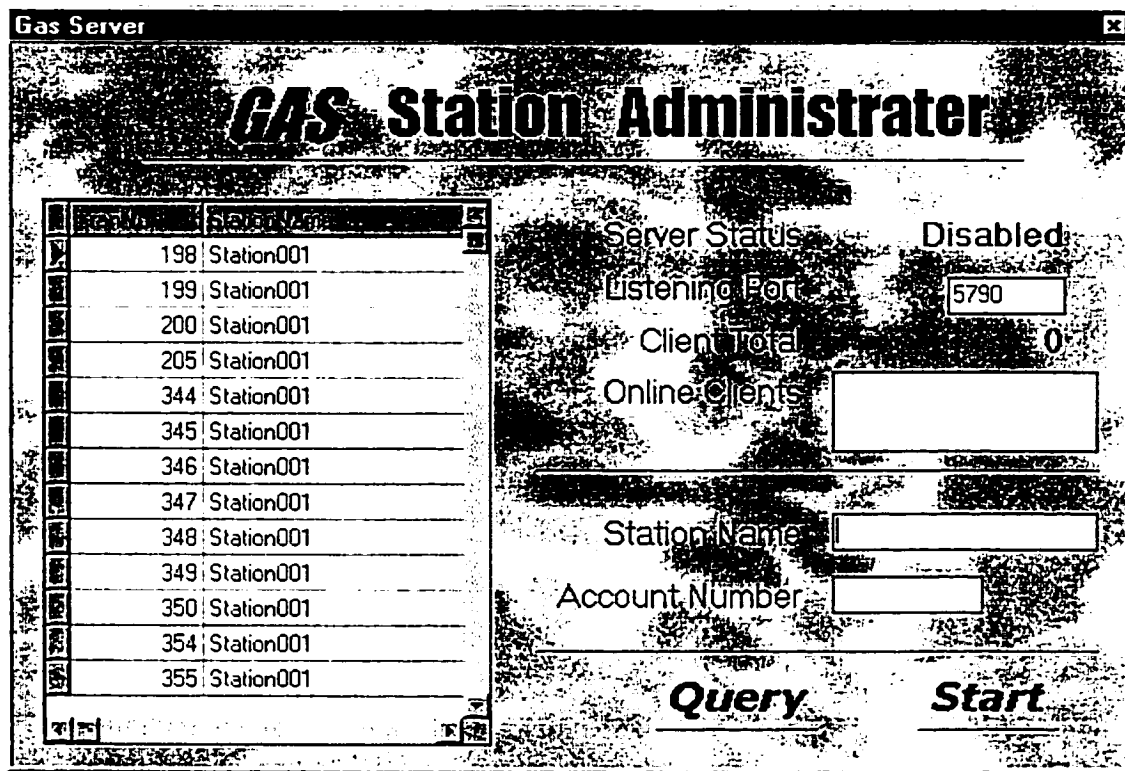 Gas Server
GAS Station Administrater
198 Station001
199 Station001
200 Station001
205 Station001
344 Station001
345 Station001
346 Station001
347 Station001
348 Station001
349 Station001
350 Station001
354 Station001
355 Station001
Server Status Disabled
Listening Port 5790
Client Total 0
Online Clients
Station Name
Account Number
Query Start